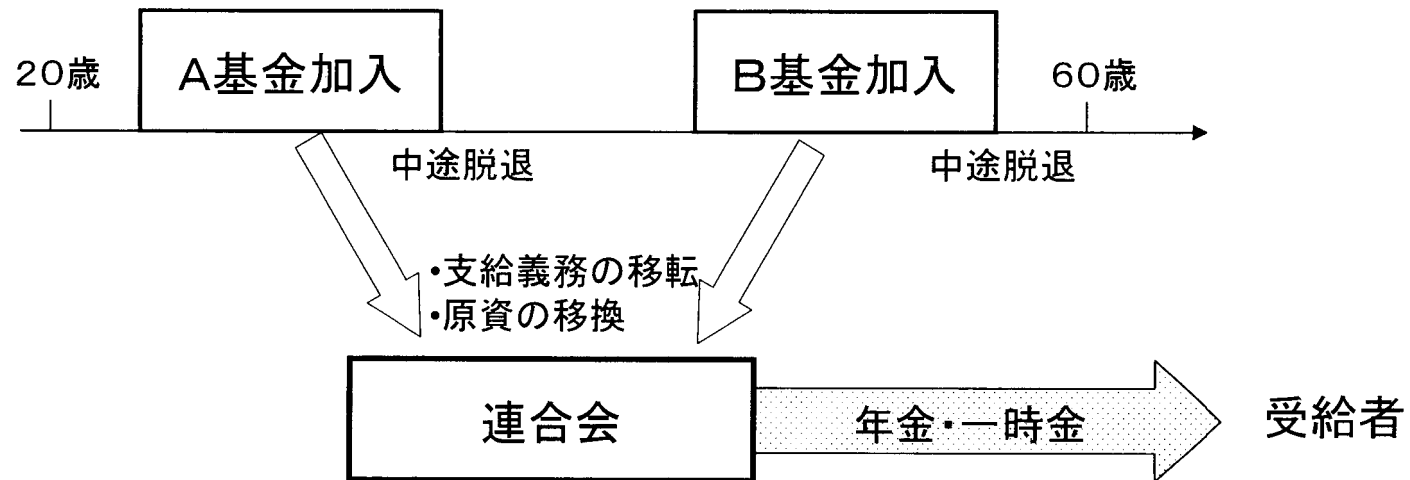 20歳
A基金加入
B基金加入
60歳
中途脱退
中途脱退
・支給義務の移転
・原資の移換
連合会
年金・一時金
受給者